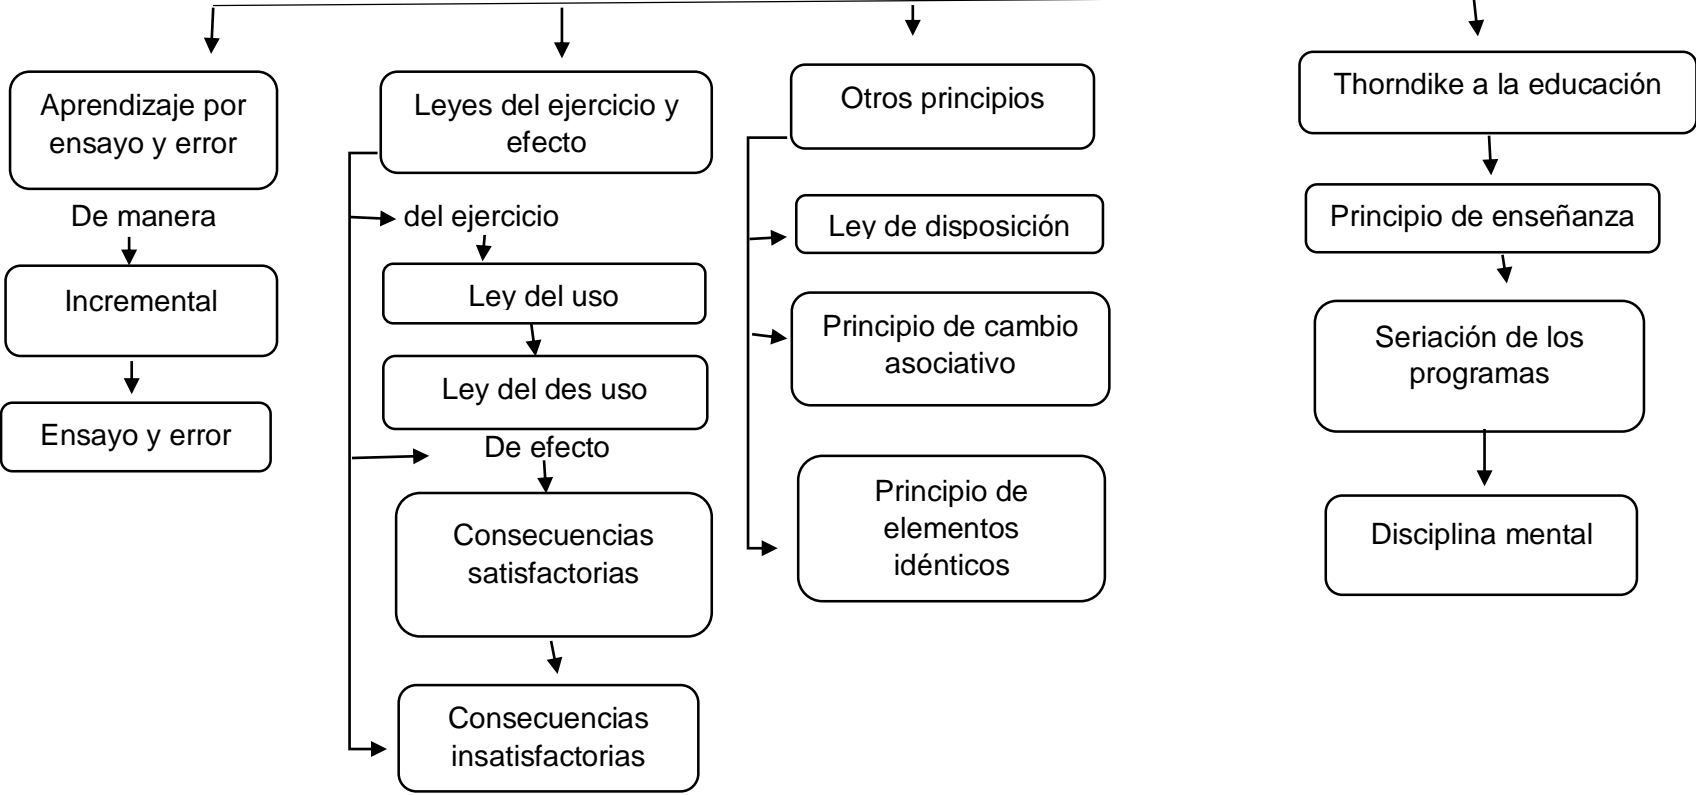 Aprendizaje por
ensayo y error
De manera
Incremental
Ensayo y error
Leyes del ejercicio y
efecto
del ejercicio
Ley del uso
Ley del des uso
De efecto
Consecuencias
satisfactorias
Consecuencias
insatisfactorias
Otros principios
Ley de disposición
Principio de cambio
asociativo
Principio de
elementos
idénticos
Thorndike a la educación
Principio de enseñanza
Seriación de los
programas
Disciplina mental